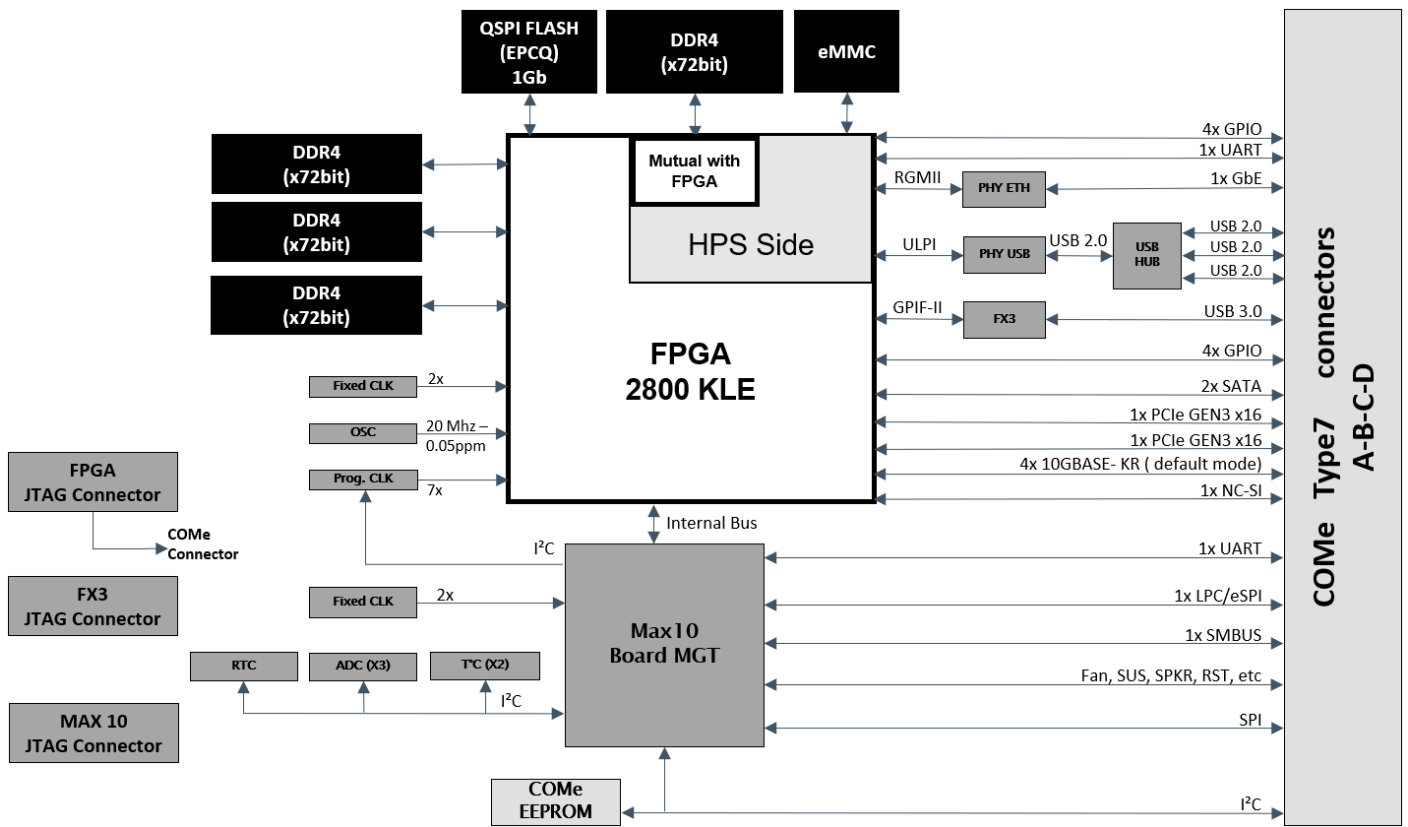 QSPI FLASH
(EPCQ)
1Gb
DDR4
(x72bit)
eMMC
DDR4
(x72bit)
DDR4
(x72bit)
DDR4
(x72bit)
Mutual with
FPGA
HPS Side
FPGA
2800 KLE
Fixed CLK
2x
OSC
20 Mhz –
0.05ppm
Prog. CLK
7x
FPGA
JTAG Connector
COMe
Connector
FX3
JTAG Connector
MAX 10
JTAG Connector
I²C
Fixed CLK
2x
RTC
ADC (X3)
T°C (X2)
I²C
Internal Bus
Max10
Board MGT
COMe
EEPROM
4x GPIO
1x UART
RGMII
PHY ETH
1x GbE
ULPI
PHY USB
USB 2.0
USB
HUB
USB 2.0
USB 2.0
USB 2.0
GPIF-II
FX3
USB 3.0
4x GPIO
2x SATA
1x PCIe GEN3 x16
1x PCIe GEN3 x16
4x 10GBASE- KR ( default mode)
1x NC-SI
1x UART
1x LPC/eSPI
1x SMBUS
Fan, SUS, SPKR, RST, etc
SPI
I²C
COMe Type7 connectors
A-B-C-D